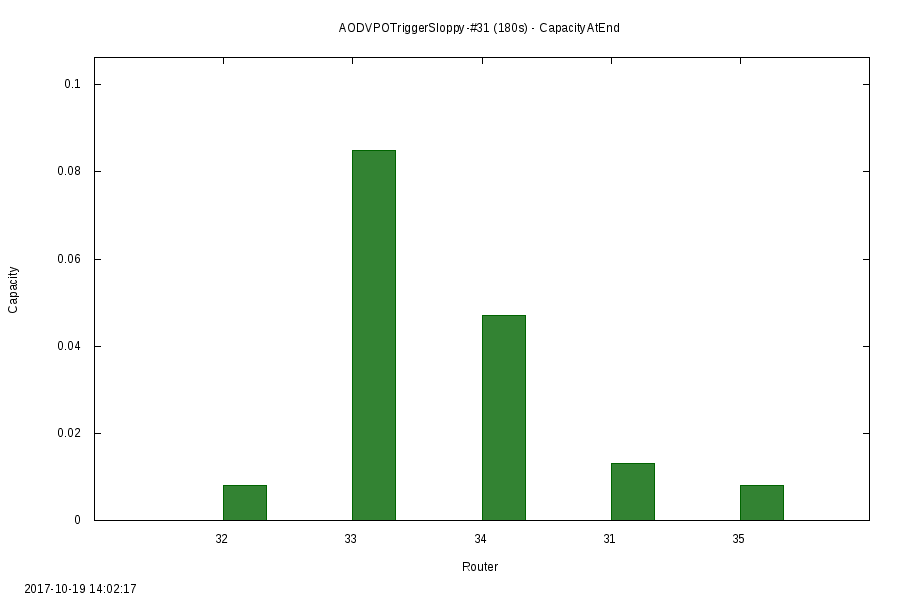 AODVPOTriggerSloppy-#31 (180s) - CapacityAtEnd
0.1
0.08
0.06
0.04
0.02
0
Capacity
32 33 34 31 35
Router
2017-10-19 14:02:17